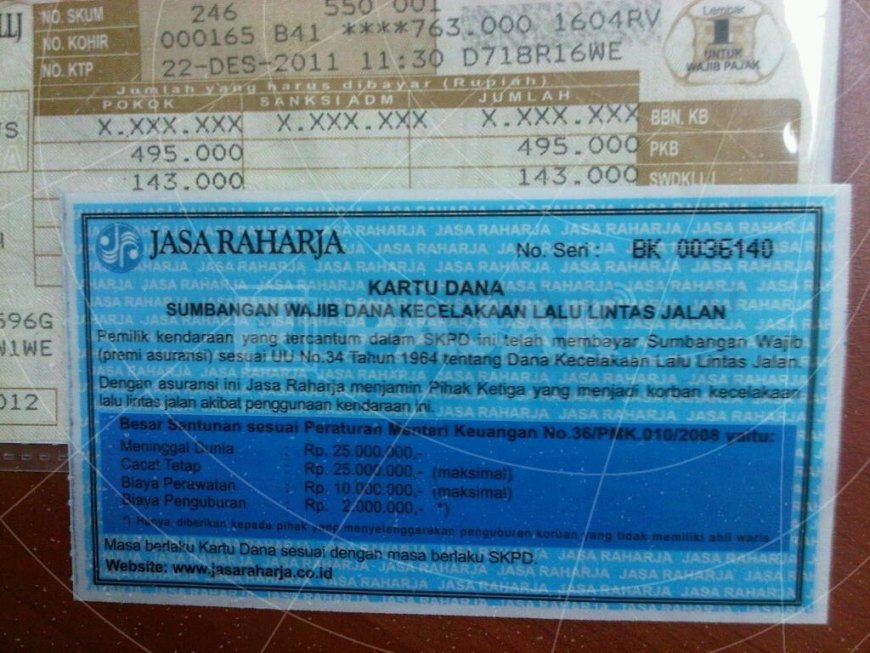 NO. SKUM 246 550 001
NO. KOHIR 000165 B41 ****763.000 1604RV
NO. KTP 22-DES-2011 11:30 D718R16WE
Lembar
1
UNTUK
WAJIB PAJAK
Jumlah yang harus dibayar (Rupiah)
POKOK SANKSI ADM JUMLAH
X.XXX.XXX X.XXX.XXX X.XXX.XXX BBN. KB
495.000 495.000 PKB
143.000 143.000 SWDKLLJ
696G
W1WE
012
JASA RAHARJA No. Seri : BK 0036140
KARTU DANA
SUMBANGAN WAJIB DANA KECELAKAAN LALU LINTAS JALAN
Pemilik kendaraan yang tercantum dalam SKPD ini telah membayar Sumbangan Wajib
(premi asuransi) sesuai UU No.34 Tahun 1964 tentang Dana Kecelakaan Lalu Lintas Jalan.
Dengan asuransi ini Jasa Raharja menjamin Pihak Ketiga yang menjadi korban kecelakaan
lalu lintas jalan akibat penggunaan kendaraan ini.
Besar Santunan sesuai Peraturan Menteri Keuangan No.36/PMK.010/2008 yaitu:
Meninggal Dunia : Rp. 25.000.000,-
Cacat Tetap : Rp. 25.000.000,- (maksimal)
Biaya Perawatan : Rp. 10.000.000,- (maksimal)
Biaya Penguburan : Rp. 2.000.000,- *)
*) Hanya diberikan kepada pihak yang menyelenggarakan penguburan korban yang tidak memiliki ahli waris
Masa berlaku Kartu Dana sesuai dengan masa berlaku SKPD.
Website: www.jasaraharja.co.id